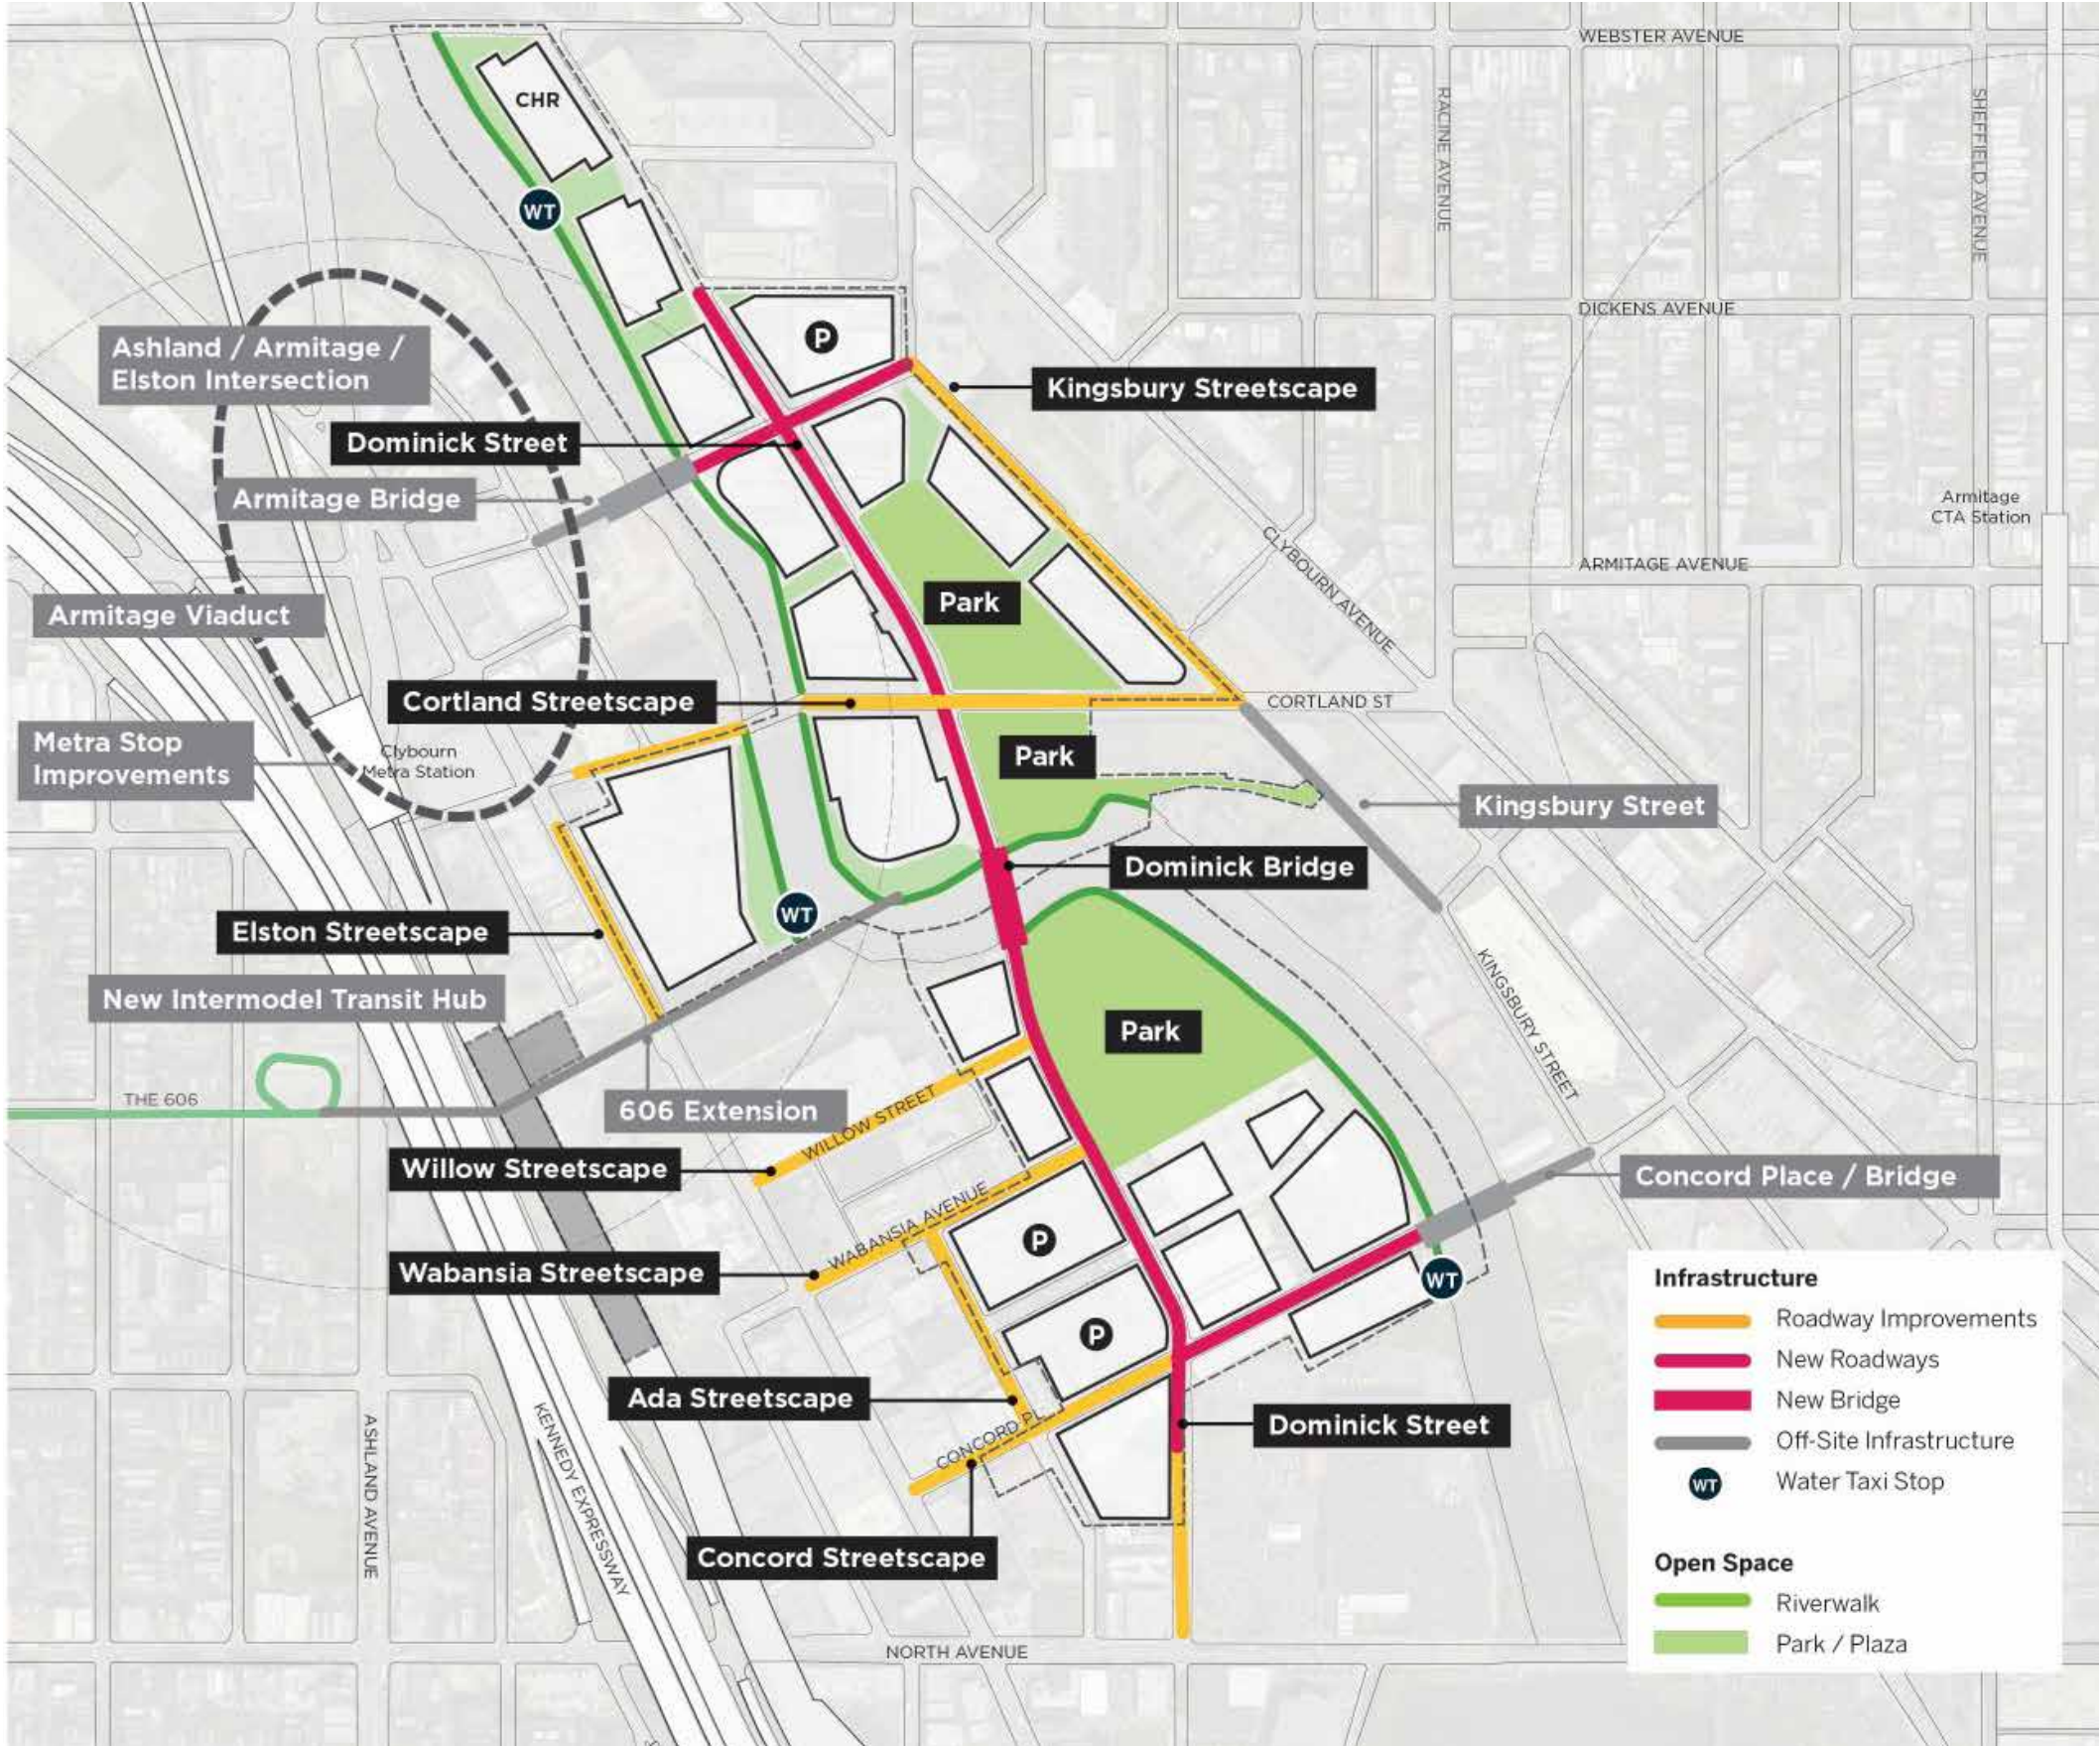 WEBSTER AVENUE
CHR
RACINE AVENUE
SHEFFIELD AVENUE
WT
DICKENS AVENUE
P
Ashland / Armitage /
Elston Intersection
Kingsbury Streetscape
Dominick Street
Armitage Bridge
Armitage
CTA Station
CLYBOURN AVENUE
ARMITAGE AVENUE
Park
Armitage Viaduct
Cortland Streetscape
CORTLAND ST
Metra Stop
Improvements
Clybourn
Metra Station
Park
Kingsbury Street
Dominick Bridge
WT
Elston Streetscape
New Intermodel Transit Hub
KINGSBURY STREET
Park
THE 606
606 Extension
WILLOW STREET
Willow Streetscape
Concord Place / Bridge
WABANSIA AVENUE
P
Wabansia Streetscape
WT
P
Ada Streetscape
Dominick Street
CONCORD PL
ASHLAND AVENUE
KENNEDY EXPRESSWAY
Concord Streetscape
NORTH AVENUE
Infrastructure
Roadway Improvements
New Roadways
New Bridge
Off-Site Infrastructure
WT Water Taxi Stop
Open Space
Riverwalk
Park / Plaza